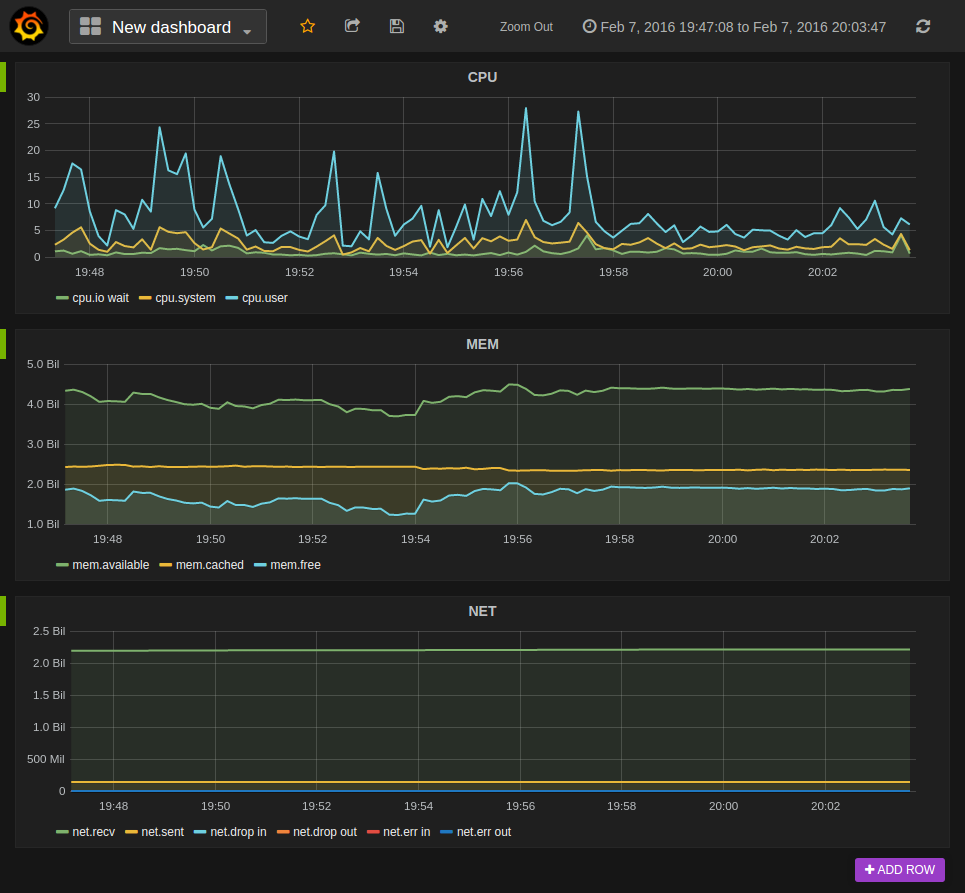 New dashboard Zoom Out Feb 7, 2016 19:47:08 to Feb 7, 2016 20:03:47
CPU
30
25
20
15
10
5
0
19:48 19:50 19:52 19:54 19:56 19:58 20:00 20:02
cpu.io wait cpu.system cpu.user
MEM
5.0 Bil
4.0 Bil
3.0 Bil
2.0 Bil
1.0 Bil
19:48 19:50 19:52 19:54 19:56 19:58 20:00 20:02
mem.available mem.cached mem.free
NET
2.5 Bil
2.0 Bil
1.5 Bil
1.0 Bil
500 Mil
0
19:48 19:50 19:52 19:54 19:56 19:58 20:00 20:02
net.recv net.sent net.drop in net.drop out net.err in net.err out
ADD ROW